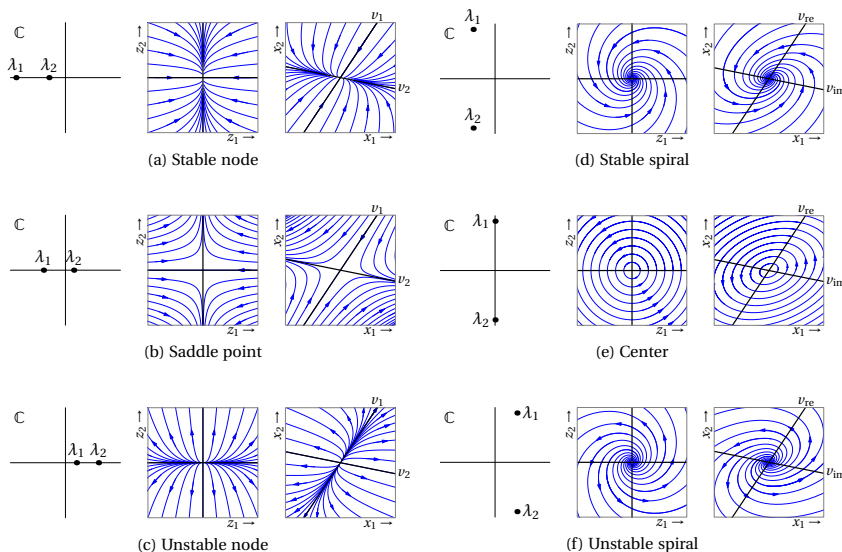 ℂ
λ₁
λ₂
z₂ →
z₁ →
v₁
x₂ →
v₂
x₁ →
(a) Stable node
ℂ
λ₁
λ₂
z₂ →
z₁ →
v_re
x₂ →
v_im
x₁ →
(d) Stable spiral
ℂ
λ₁ λ₂
z₂ →
z₁ →
v₁
x₂ →
v₂
x₁ →
(b) Saddle point
ℂ
λ₁
λ₂
z₂ →
z₁ →
v_re
x₂ →
v_im
x₁ →
(e) Center
ℂ
λ₁ λ₂
z₂ →
z₁ →
v₁
x₂ →
v₂
x₁ →
(c) Unstable node
ℂ
λ₁
λ₂
z₂ →
z₁ →
v_re
x₂ →
v_im
x₁ →
(f) Unstable spiral